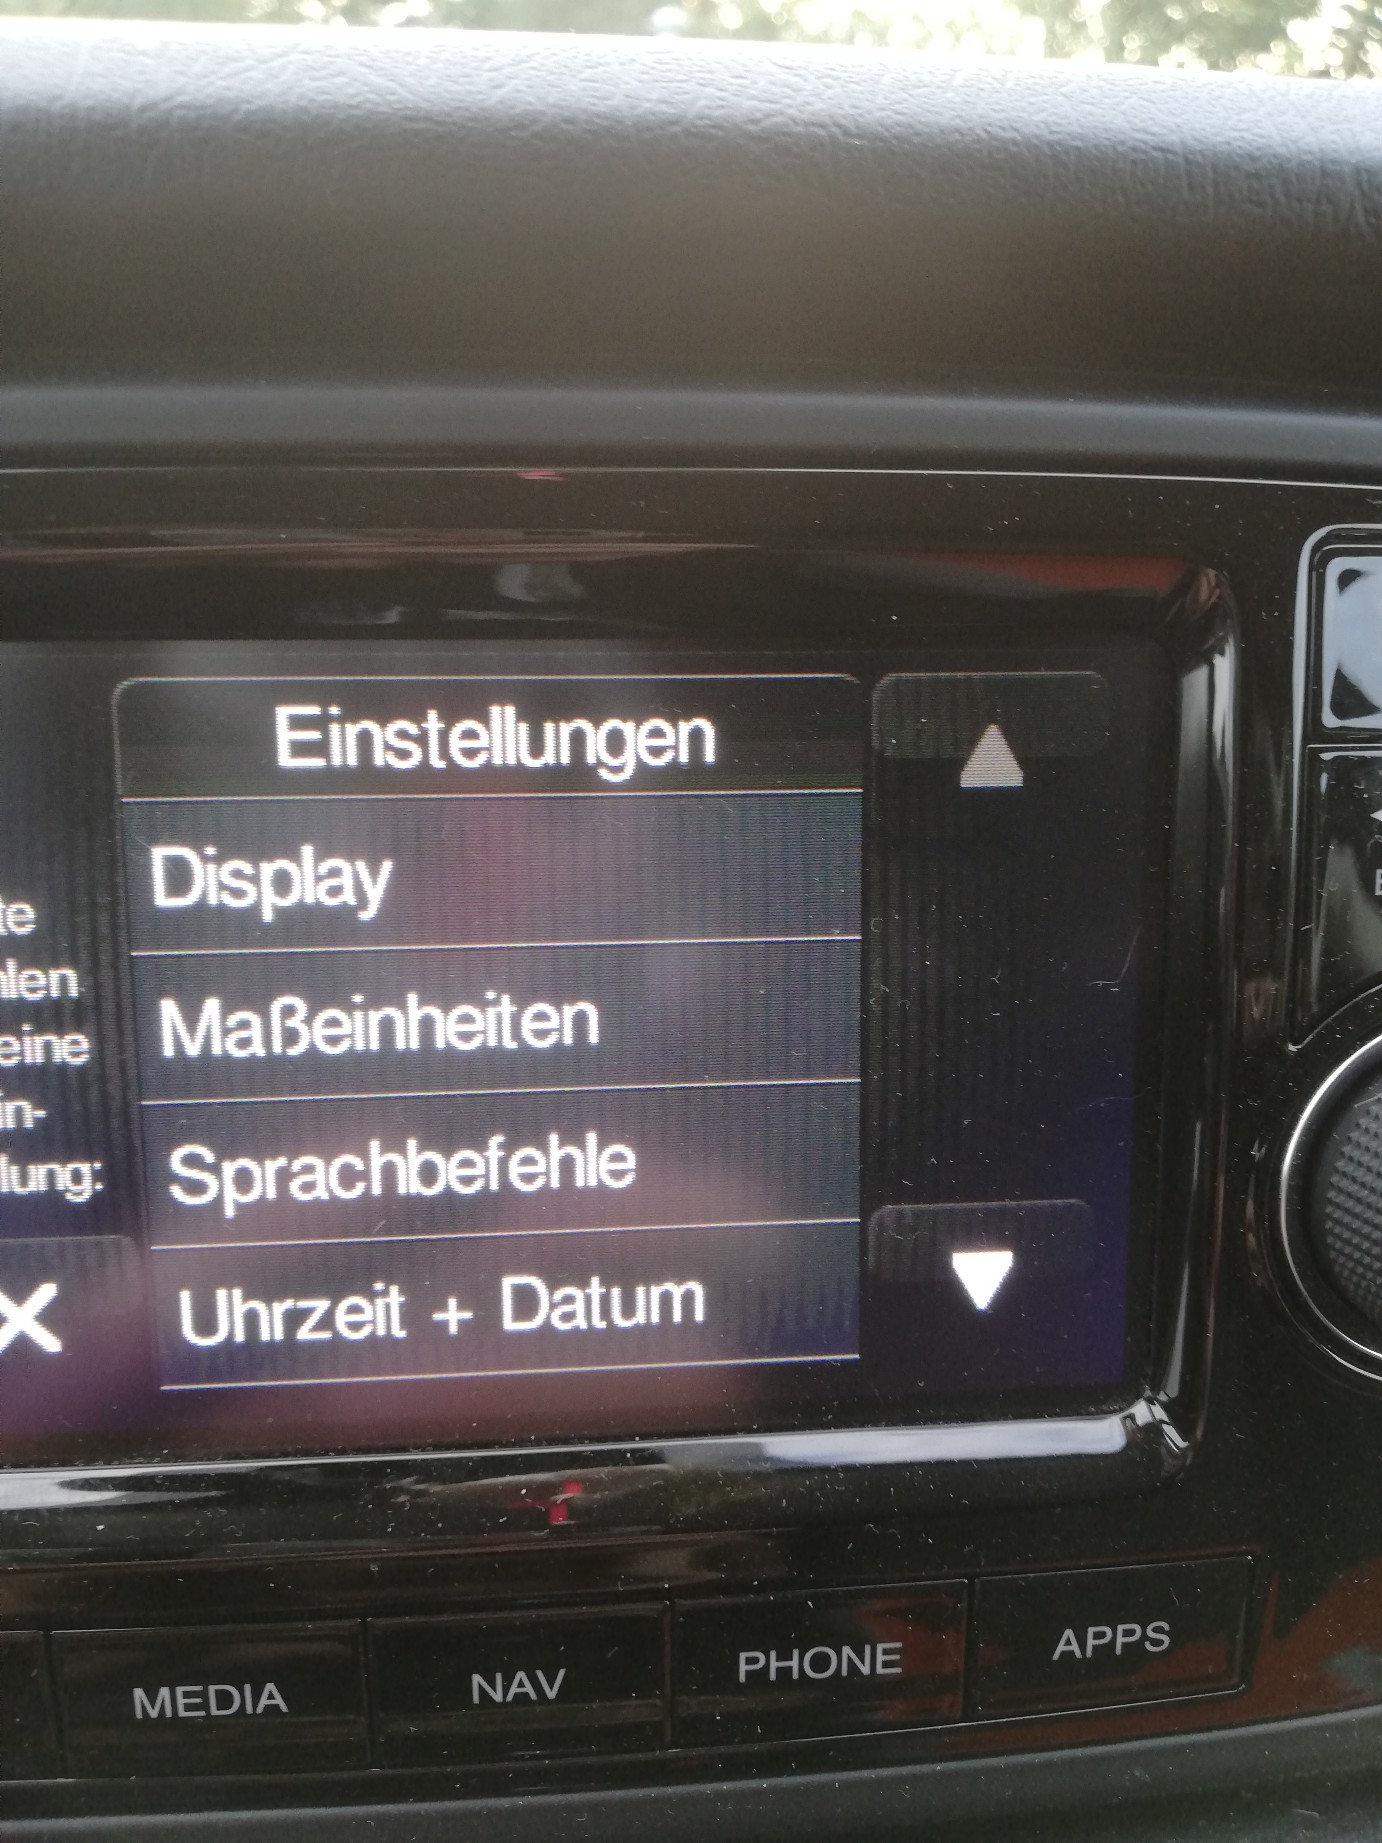 Einstellungen
Display
Maßeinheiten
Sprachbefehle
Uhrzeit + Datum
MEDIA
NAV
PHONE
APPS